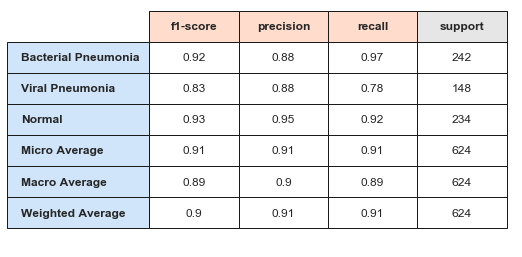 f1-score precision recall support
Bacterial Pneumonia 0.92 0.88 0.97 242
Viral Pneumonia 0.83 0.88 0.78 148
Normal 0.93 0.95 0.92 234
Micro Average 0.91 0.91 0.91 624
Macro Average 0.89 0.9 0.89 624
Weighted Average 0.9 0.91 0.91 624